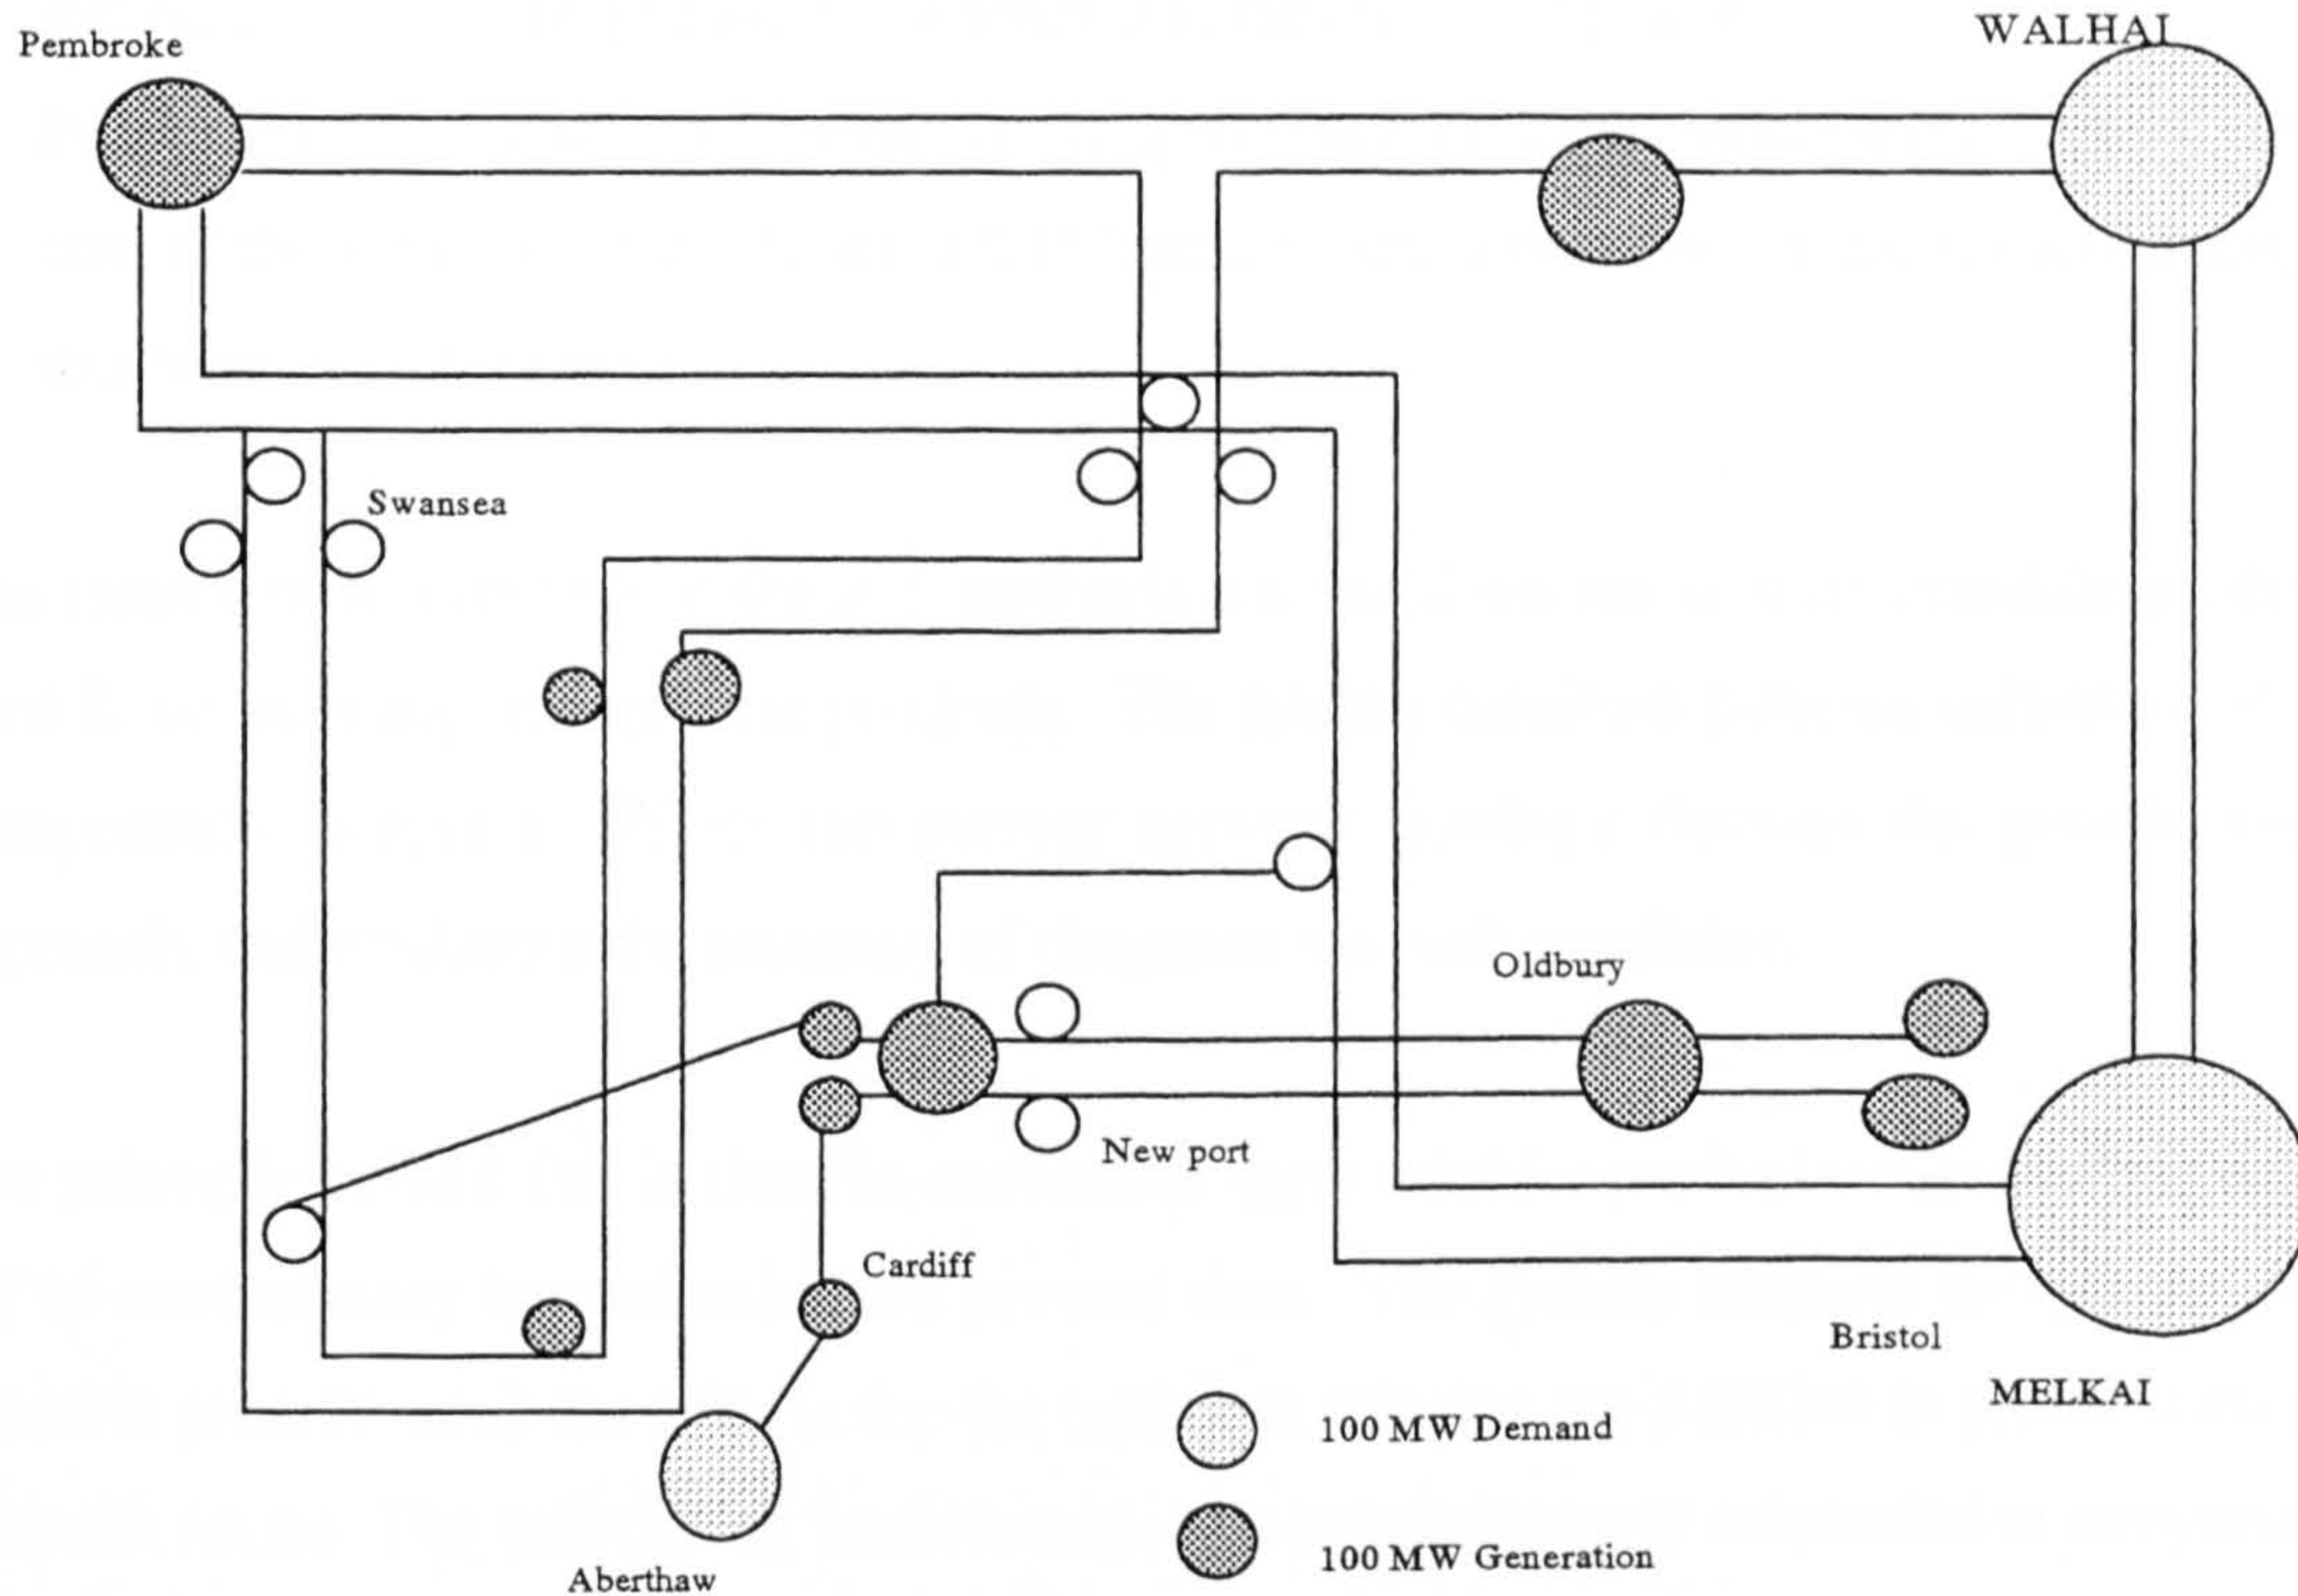 Pembroke
WALHAI
Swansea
Oldbury
New port
Cardiff
Bristol
MELKAI
100 MW Demand
100 MW Generation
Aberthaw